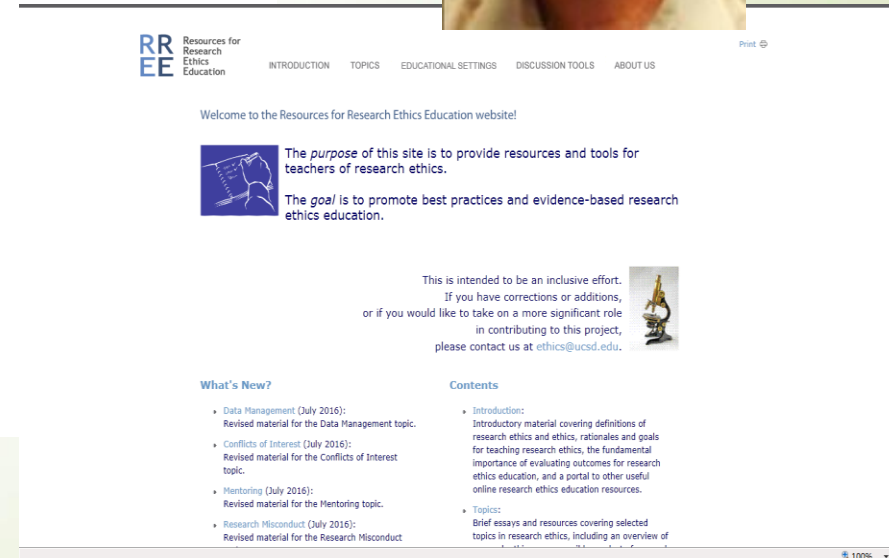 RR
EE
Resources for
Research
Ethics
Education
INTRODUCTION TOPICS EDUCATIONAL SETTINGS DISCUSSION TOOLS ABOUT US
Print
Welcome to the Resources for Research Ethics Education website!
The purpose of this site is to provide resources and tools for
teachers of research ethics.
The goal is to promote best practices and evidence-based research
ethics education.
This is intended to be an inclusive effort.
If you have corrections or additions,
or if you would like to take on a more significant role
in contributing to this project,
please contact us at ethics@ucsd.edu.
What's New?
Data Management (July 2016):
Revised material for the Data Management topic.
Conflicts of Interest (July 2016):
Revised material for the Conflicts of Interest
topic.
Mentoring (July 2016):
Revised material for the Mentoring topic.
Research Misconduct (July 2016):
Revised material for the Research Misconduct
Contents
Introduction:
Introductory material covering definitions of
research ethics and ethics, rationales and goals
for teaching research ethics, the fundamental
importance of evaluating outcomes for research
ethics education, and a portal to other useful
online research ethics education resources.
Topics:
Brief essays and resources covering selected
topics in research ethics, including an overview of
100%